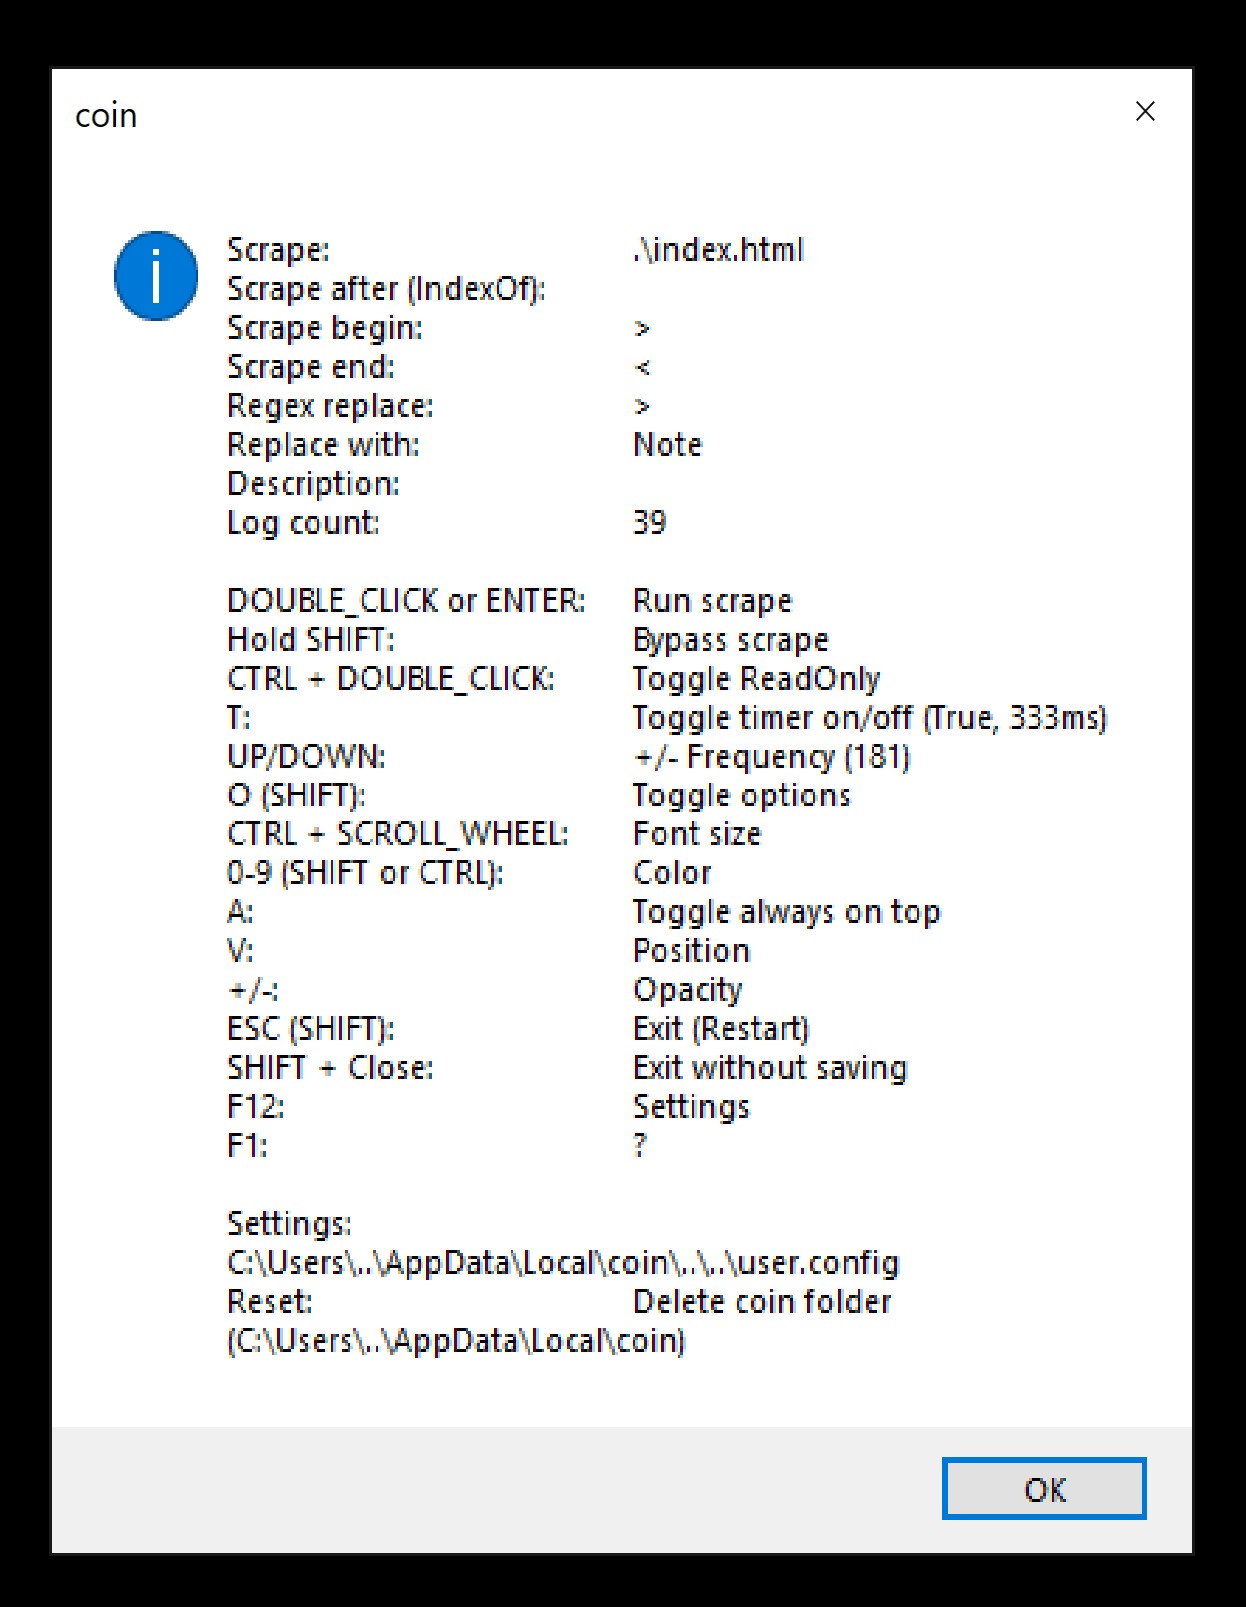 coin
Scrape: .\index.html
Scrape after (IndexOf):
Scrape begin: >
Scrape end: <
Regex replace: >
Replace with: Note
Description:
Log count: 39
DOUBLE_CLICK or ENTER: Run scrape
Hold SHIFT: Bypass scrape
CTRL + DOUBLE_CLICK: Toggle ReadOnly
T: Toggle timer on/off (True, 333ms)
UP/DOWN: +/- Frequency (181)
O (SHIFT): Toggle options
CTRL + SCROLL_WHEEL: Font size
0-9 (SHIFT or CTRL): Color
A: Toggle always on top
V: Position
+/-: Opacity
ESC (SHIFT): Exit (Restart)
SHIFT + Close: Exit without saving
F12: Settings
F1: ?
Settings:
C:\Users\..\AppData\Local\coin\..\..\user.config
Reset: Delete coin folder
(C:\Users\..\AppData\Local\coin)
OK